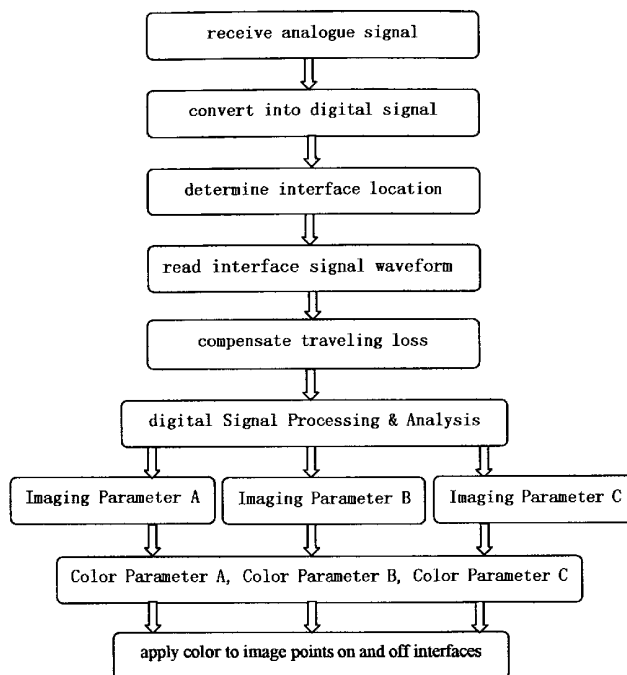 receive analogue signal
convert into digital signal
determine interface location
read interface signal waveform
compensate traveling loss
digital Signal Processing & Analysis
Imaging Parameter A
Imaging Parameter B
Imaging Parameter C
Color Parameter A, Color Parameter B, Color Parameter C
apply color to image points on and off interfaces